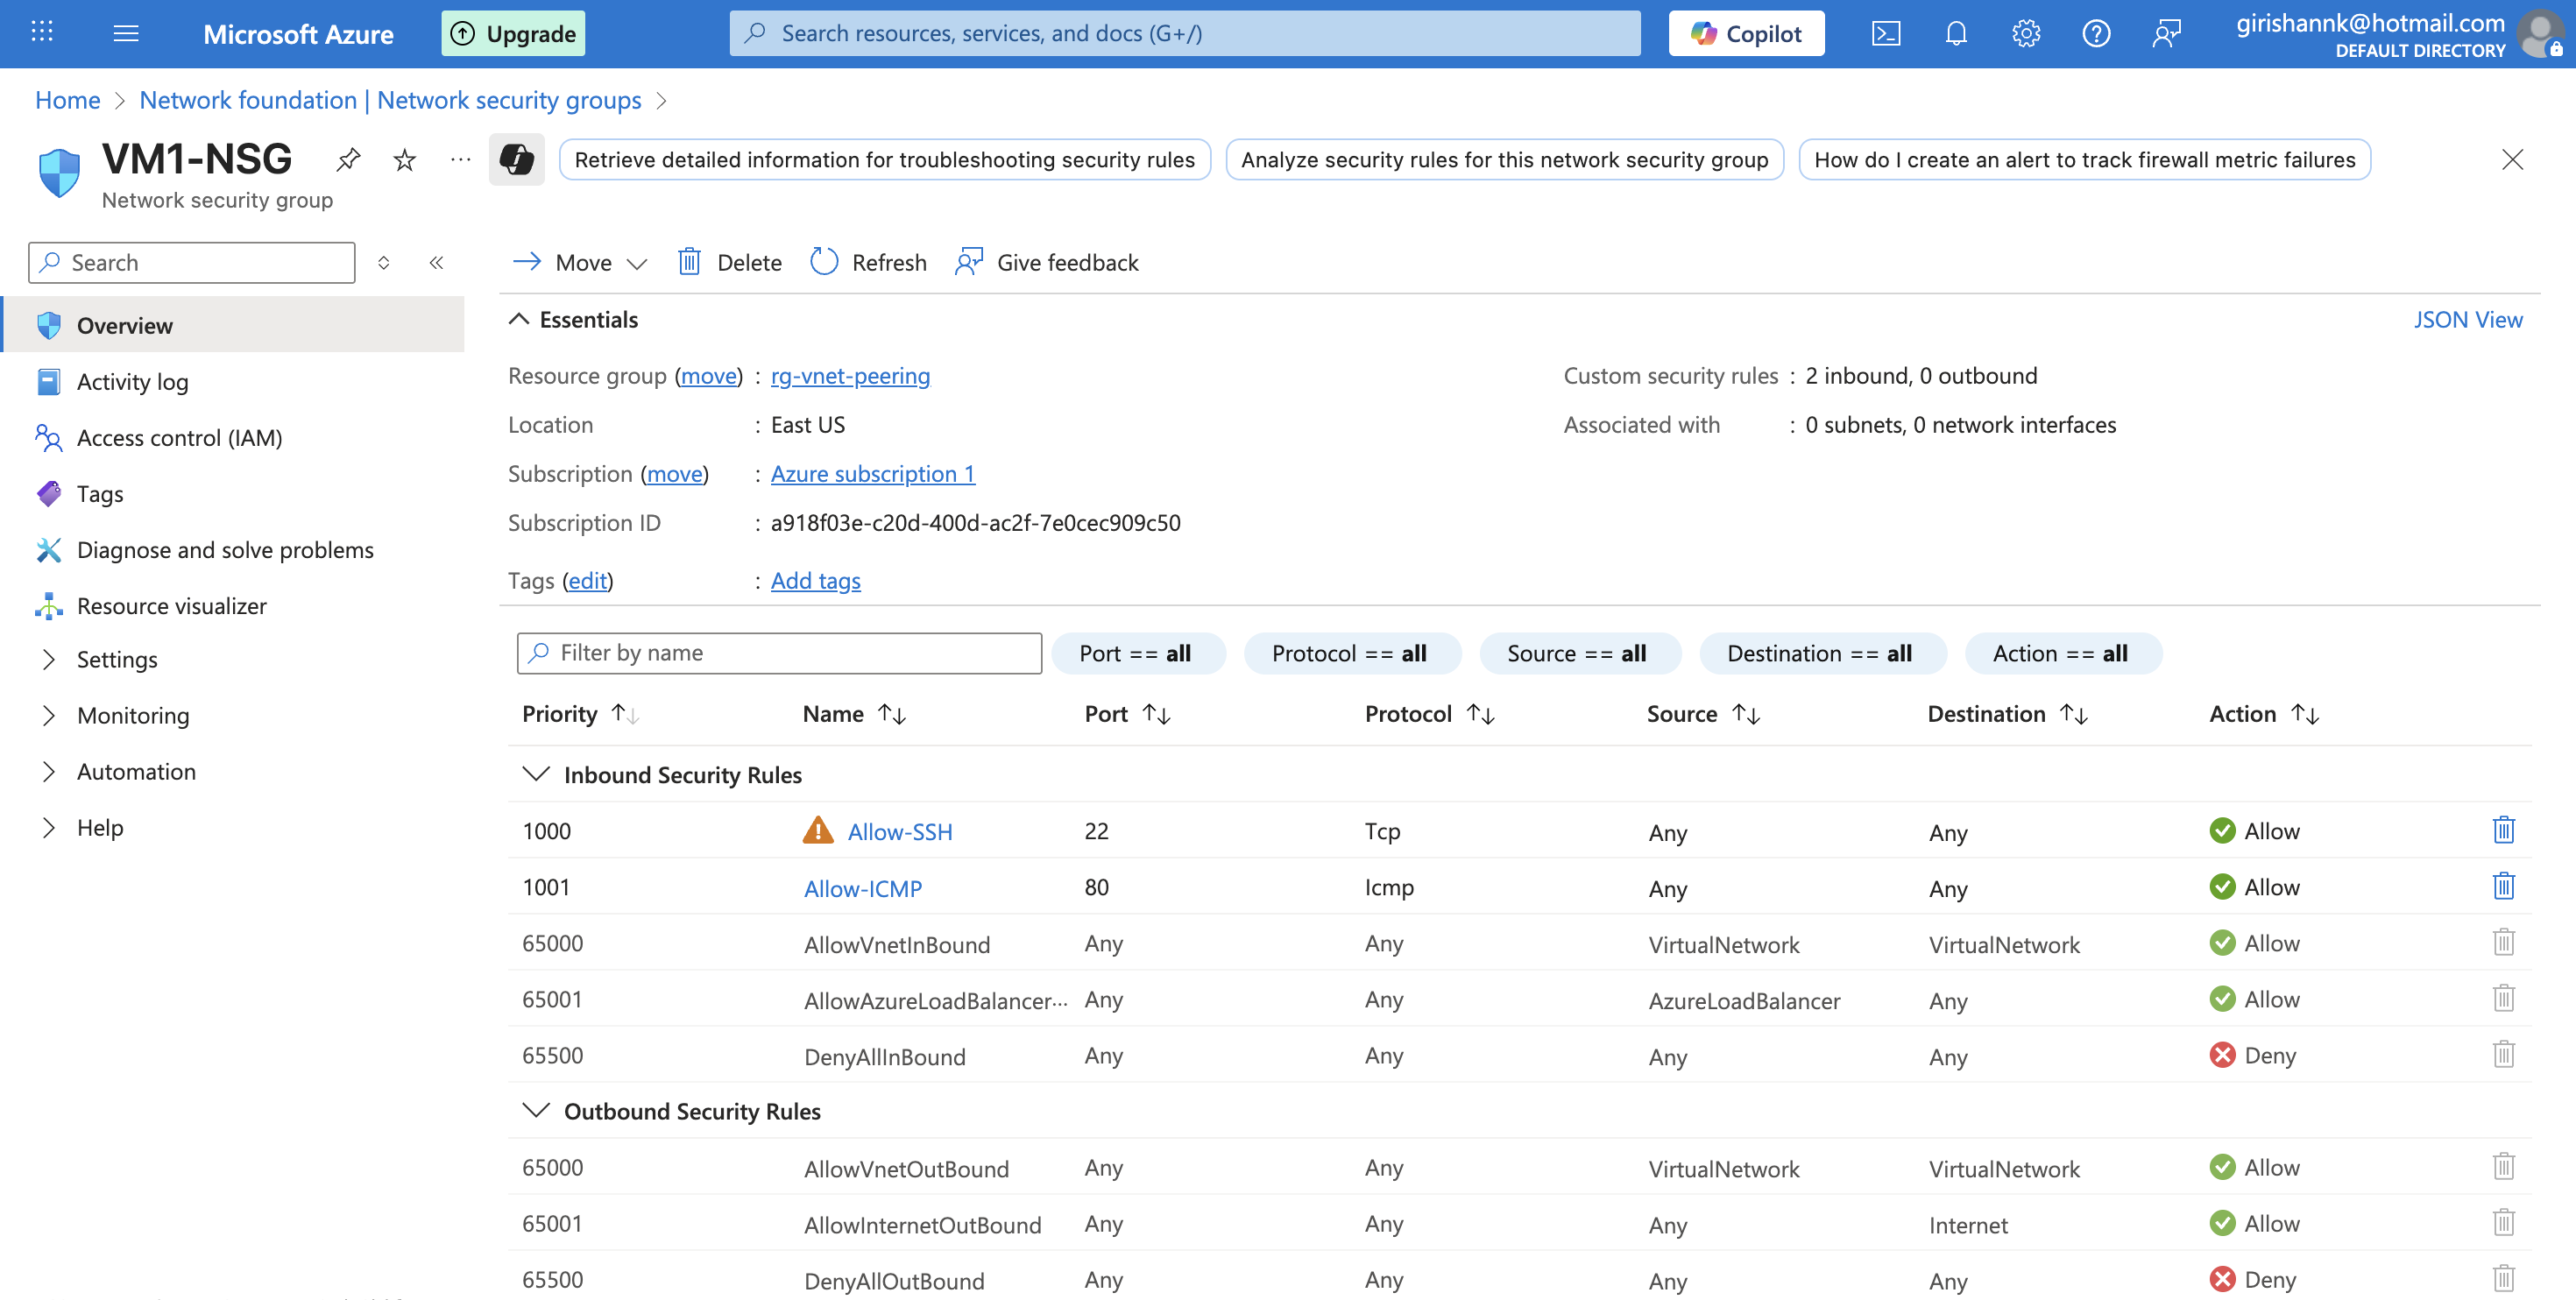 Microsoft Azure
Upgrade
Search resources, services, and docs (G+/)
Copilot
girishannk@hotmail.com
DEFAULT DIRECTORY
Home > Network foundation | Network security groups >
VM1-NSG
Network security group
Retrieve detailed information for troubleshooting security rules
Analyze security rules for this network security group
How do I create an alert to track firewall metric failures
Search
Overview
Activity log
Access control (IAM)
Tags
Diagnose and solve problems
Resource visualizer
Settings
Monitoring
Automation
Help
Move
Delete
Refresh
Give feedback
Essentials
JSON View
Resource group (move) : rg-vnet-peering
Location : East US
Subscription (move) : Azure subscription 1
Subscription ID : a918f03e-c20d-400d-ac2f-7e0cec909c50
Tags (edit) : Add tags
Custom security rules : 2 inbound, 0 outbound
Associated with : 0 subnets, 0 network interfaces
Filter by name
Port == all
Protocol == all
Source == all
Destination == all
Action == all
Priority Name Port Protocol Source Destination Action
Inbound Security Rules
1000 Allow-SSH 22 Tcp Any Any Allow
1001 Allow-ICMP 80 Icmp Any Any Allow
65000 AllowVnetInBound Any Any VirtualNetwork VirtualNetwork Allow
65001 AllowAzureLoadBalancer... Any Any AzureLoadBalancer Any Allow
65500 DenyAllInBound Any Any Any Any Deny
Outbound Security Rules
65000 AllowVnetOutBound Any Any VirtualNetwork VirtualNetwork Allow
65001 AllowInternetOutBound Any Any Any Internet Allow
65500 DenyAllOutBound Any Any Any Any Deny